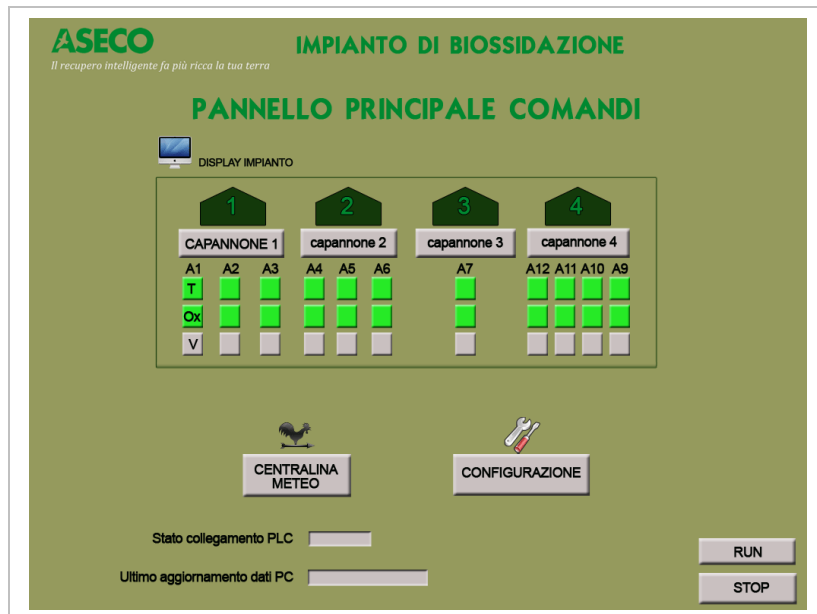 ASECO
Il recupero intelligente fa più ricca la tua terra
IMPIANTO DI BIOSSIDAZIONE
PANNELLO PRINCIPALE COMANDI
DISPLAY IMPIANTO
1 2 3 4
CAPANNONE 1 capannone 2 capannone 3 capannone 4
A1 A2 A3 A4 A5 A6 A7 A12 A11 A10 A9
T
Ox
V
CENTRALINA
METEO
CONFIGURAZIONE
Stato collegamento PLC
Ultimo aggiornamento dati PC
RUN
STOP